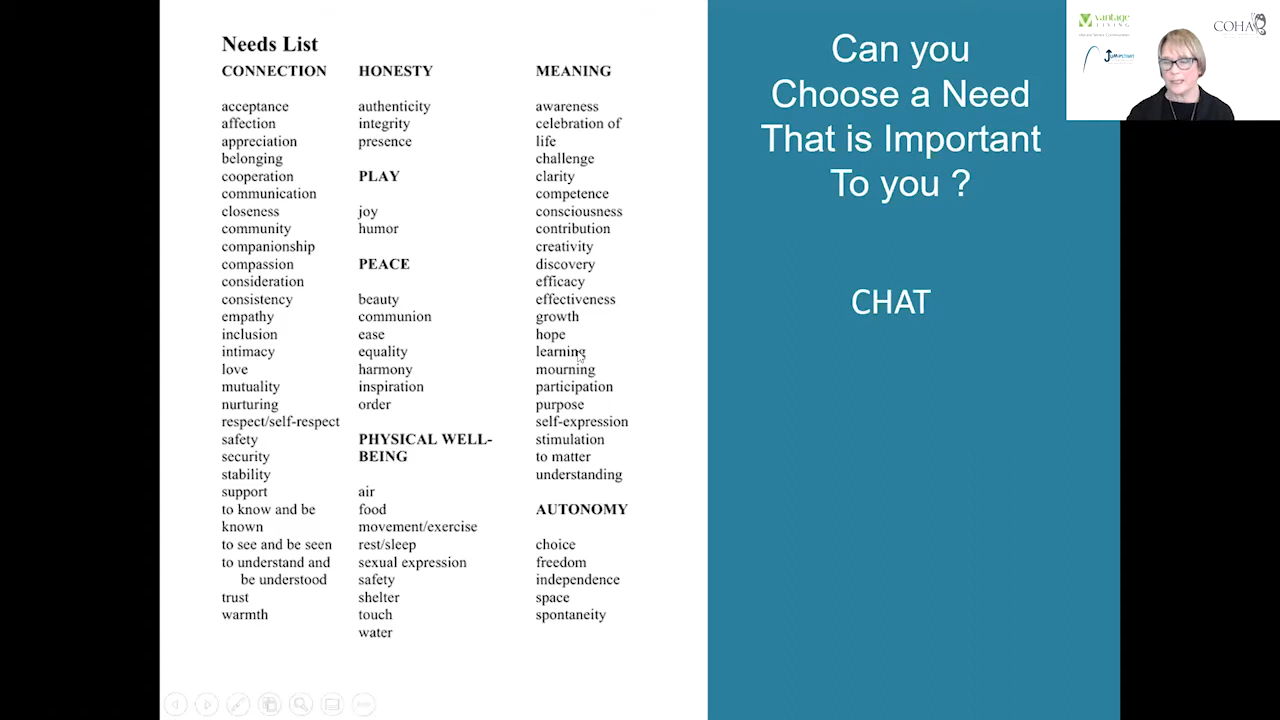 Needs List
CONNECTION
acceptance
affection
appreciation
belonging
cooperation
communication
closeness
community
companionship
compassion
consideration
consistency
empathy
inclusion
intimacy
love
mutuality
nurturing
respect/self-respect
safety
security
stability
support
to know and be
known
to see and be seen
to understand and
be understood
trust
warmth
HONESTY
authenticity
integrity
presence
PLAY
joy
humor
PEACE
beauty
communion
ease
equality
harmony
inspiration
order
PHYSICAL WELL-
BEING
air
food
movement/exercise
rest/sleep
sexual expression
safety
shelter
touch
water
MEANING
awareness
celebration of
life
challenge
clarity
competence
consciousness
contribution
creativity
discovery
efficacy
effectiveness
growth
hope
learning
mourning
participation
purpose
self-expression
stimulation
to matter
understanding
AUTONOMY
choice
freedom
independence
space
spontaneity
Can you
Choose a Need
That is Important
To you ?
CHAT
vantage
LIVING
COHA